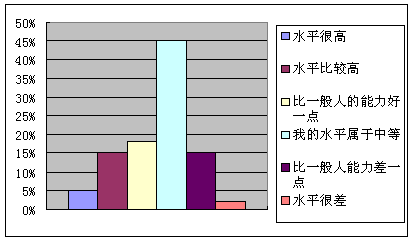 50%
45%
40%
35%
30%
25%
20%
15%
10%
5%
0%
水平很高
水平比较高
比一般人的能力好
一点
我的水平属于中等
比一般人能力差一
点
水平很差